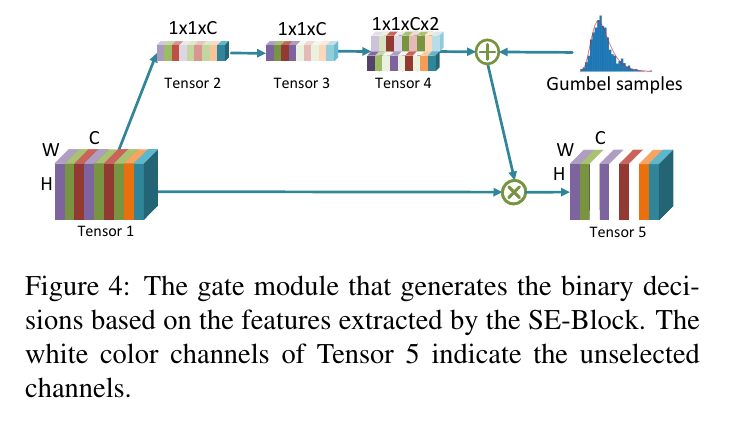 1x1xC
1x1xC
1x1xCx2
Tensor 2
Tensor 3
Tensor 4
Gumbel samples
W
C
H
Tensor 1
W
C
H
Tensor 5
Figure 4: The gate module that generates the binary deci-
sions based on the features extracted by the SE-Block. The
white color channels of Tensor 5 indicate the unselected
channels.